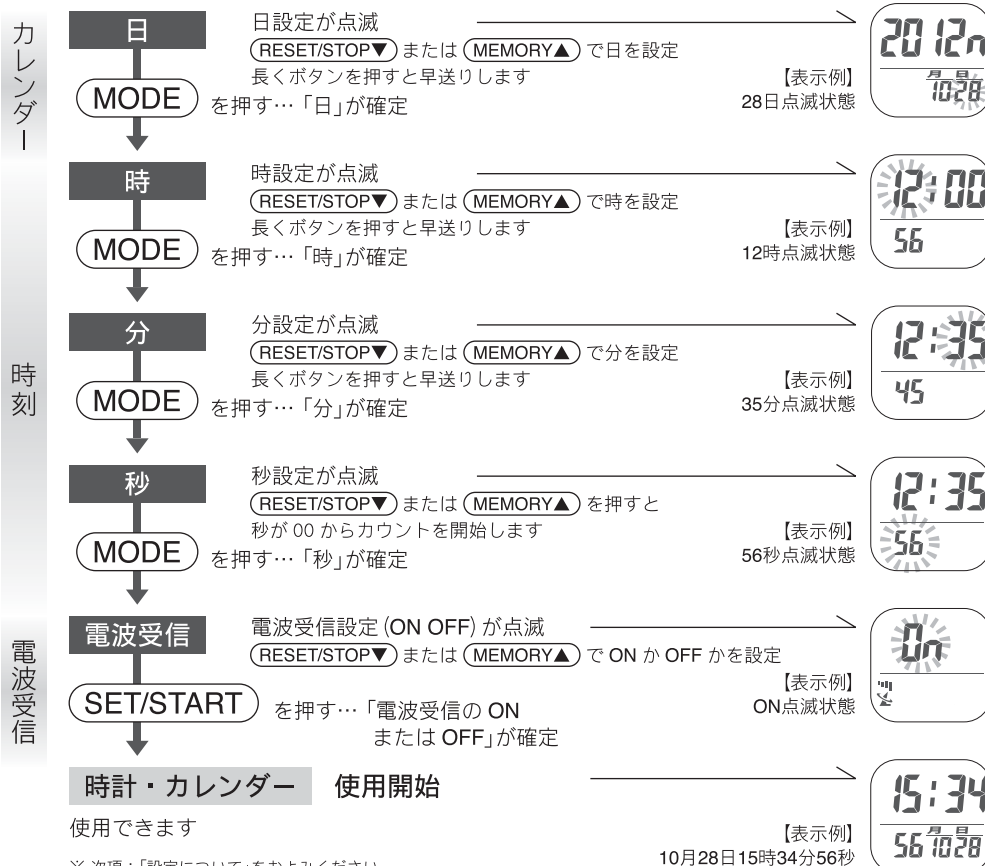 カレンダー
日
日設定が点滅
RESET/STOP▼ または MEMORY▲ で日を設定
長くボタンを押すと早送りします
MODE を押す…「日」が確定
【表示例】
28日点滅状態
2012
月 日
10 28
時刻
時
時設定が点滅
RESET/STOP▼ または MEMORY▲ で時を設定
長くボタンを押すと早送りします
MODE を押す…「時」が確定
【表示例】
12時点滅状態
12:00
56
分
分設定が点滅
RESET/STOP▼ または MEMORY▲ で分を設定
長くボタンを押すと早送りします
MODE を押す…「分」が確定
【表示例】
35分点滅状態
12:35
45
秒
秒設定が点滅
RESET/STOP▼ または MEMORY▲ を押すと
秒が 00 からカウントを開始します
MODE を押す…「秒」が確定
【表示例】
56秒点滅状態
12:35
56
電波受信
電波受信
電波受信設定 (ON OFF) が点滅
RESET/STOP▼ または MEMORY▲ で ON か OFF かを設定
SET/START を押す…「電波受信の ON
または OFF」が確定
【表示例】
ON点滅状態
On
時計・カレンダー 使用開始
使用できます
【表示例】
10月28日15時34分56秒
15:34
月 日
56 10 28